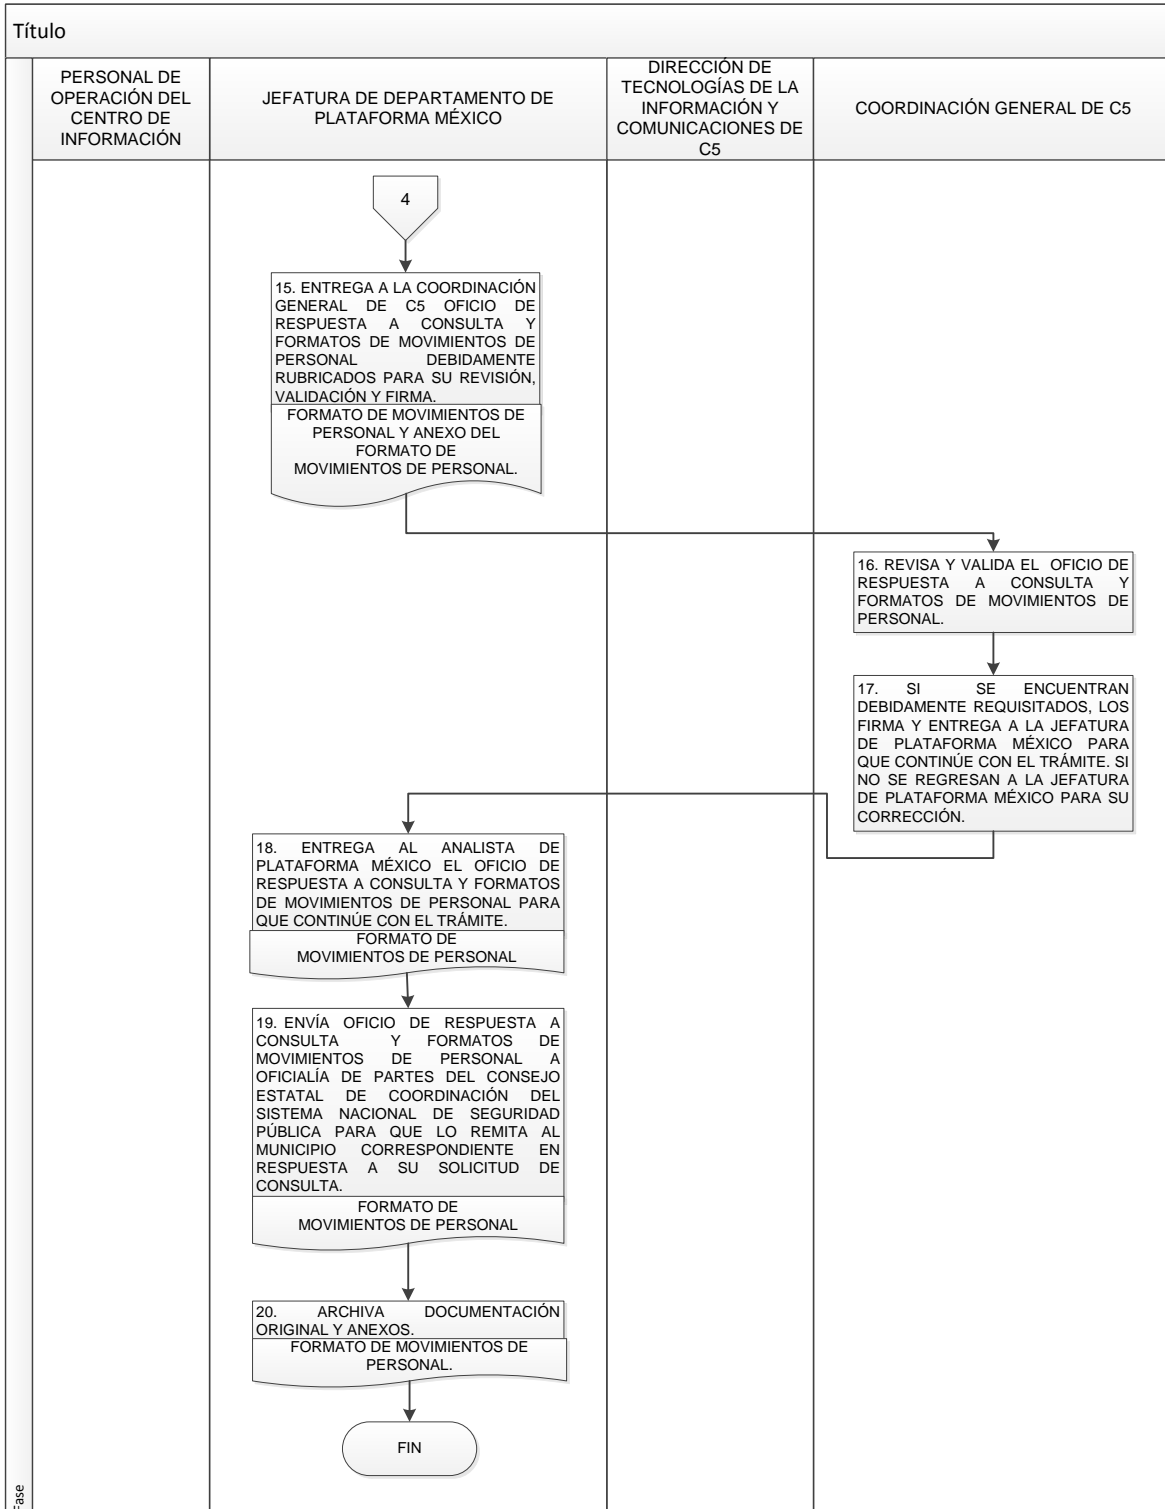 Título
PERSONAL DE
OPERACIÓN DEL
CENTRO DE
INFORMACIÓN
JEFATURA DE DEPARTAMENTO DE
PLATAFORMA MÉXICO
DIRECCIÓN DE
TECNOLOGÍAS DE LA
INFORMACIÓN Y
COMUNICACIONES DE
C5
COORDINACIÓN GENERAL DE C5
4
15. ENTREGA A LA COORDINACIÓN
GENERAL DE C5 OFICIO DE
RESPUESTA A CONSULTA Y
FORMATOS DE MOVIMIENTOS DE
PERSONAL DEBIDAMENTE
RUBRICADOS PARA SU REVISIÓN,
VALIDACIÓN Y FIRMA.
FORMATO DE MOVIMIENTOS DE
PERSONAL Y ANEXO DEL
FORMATO DE
MOVIMIENTOS DE PERSONAL.
16. REVISA Y VALIDA EL OFICIO DE
RESPUESTA A CONSULTA Y
FORMATOS DE MOVIMIENTOS DE
PERSONAL.
17. SI SE ENCUENTRAN
DEBIDAMENTE REQUISITADOS, LOS
FIRMA Y ENTREGA A LA JEFATURA
DE PLATAFORMA MÉXICO PARA
QUE CONTINÚE CON EL TRÁMITE. SI
NO SE REGRESAN A LA JEFATURA
DE PLATAFORMA MÉXICO PARA SU
CORRECCIÓN.
18. ENTREGA AL ANALISTA DE
PLATAFORMA MÉXICO EL OFICIO DE
RESPUESTA A CONSULTA Y FORMATOS
DE MOVIMIENTOS DE PERSONAL PARA
QUE CONTINÚE CON EL TRÁMITE.
FORMATO DE
MOVIMIENTOS DE PERSONAL
19. ENVÍA OFICIO DE RESPUESTA A
CONSULTA Y FORMATOS DE
MOVIMIENTOS DE PERSONAL A
OFICIALÍA DE PARTES DEL CONSEJO
ESTATAL DE COORDINACIÓN DEL
SISTEMA NACIONAL DE SEGURIDAD
PÚBLICA PARA QUE LO REMITA AL
MUNICIPIO CORRESPONDIENTE EN
RESPUESTA A SU SOLICITUD DE
CONSULTA.
FORMATO DE
MOVIMIENTOS DE PERSONAL
20. ARCHIVA DOCUMENTACIÓN
ORIGINAL Y ANEXOS.
FORMATO DE MOVIMIENTOS DE
PERSONAL.
FIN
Fase